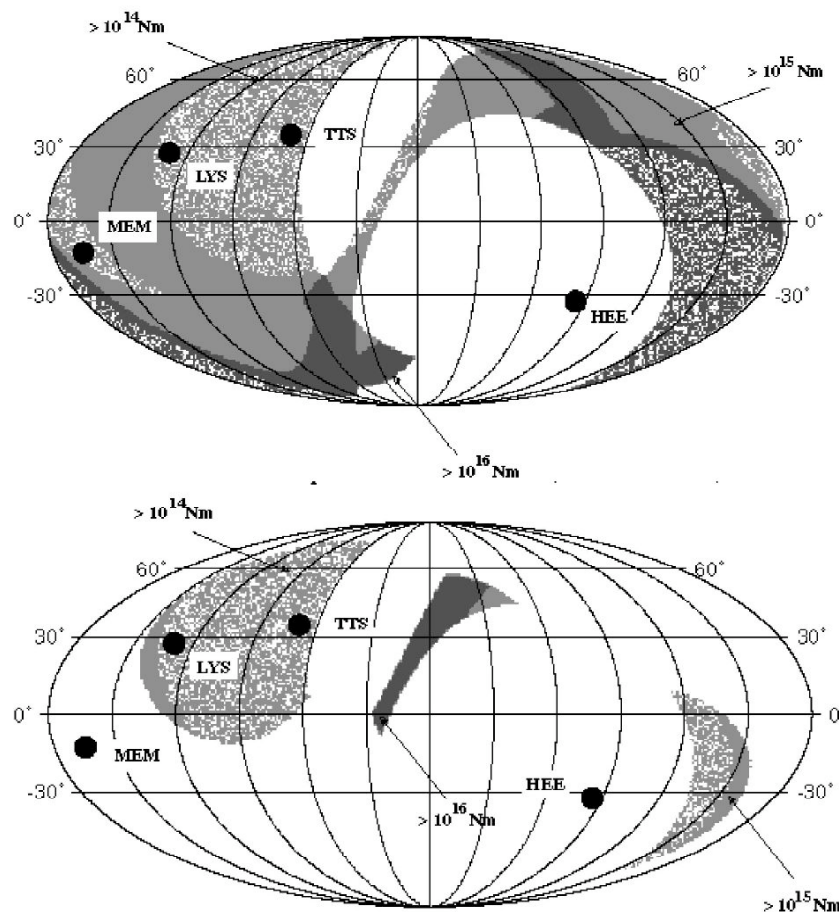 > 10^14 Nm
> 10^15 Nm
60° 60°
TTS
30° 30°
LYS
MEM
0° 0°
-30° -30°
HEE
> 10^16 Nm
> 10^14 Nm
60° 60°
TTS
30° 30°
LYS
0° 0
MEM
HEE
-30° -30°
> 10^16 Nm
> 10^15 Nm